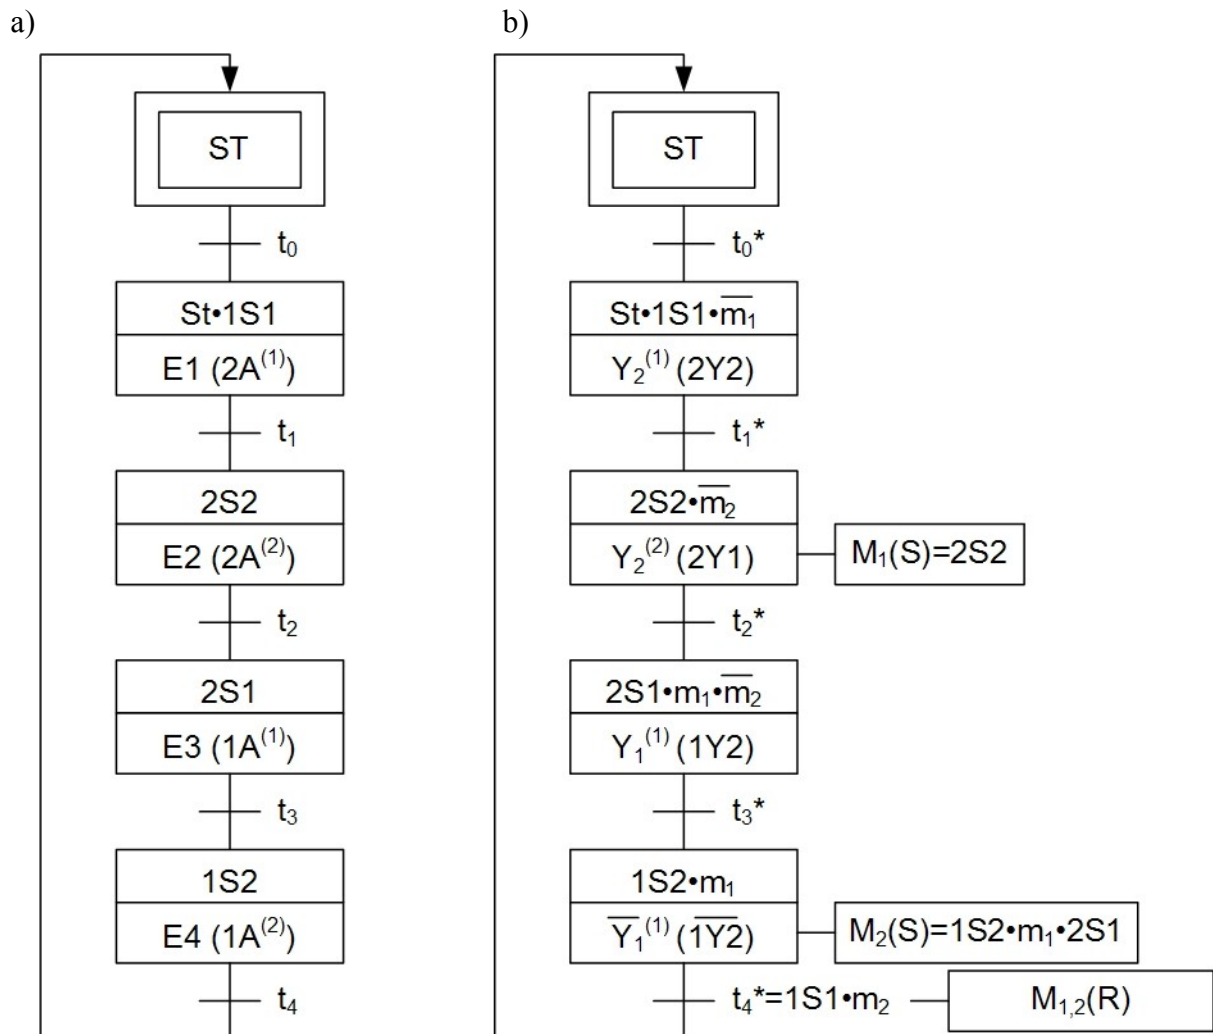 a)
ST
t₀
St•1S1
E1 (2A⁽¹⁾)
t₁
2S2
E2 (2A⁽²⁾)
t₂
2S1
E3 (1A⁽¹⁾)
t₃
1S2
E4 (1A⁽²⁾)
t₄
b)
ST
t₀*
St•1S1•m̅₁
Y₂⁽¹⁾ (2Y2)
t₁*
2S2•m̅₂
Y₂⁽²⁾ (2Y1)
M₁(S)=2S2
t₂*
2S1•m₁•m̅₂
Y₁⁽¹⁾ (1Y2)
t₃*
1S2•m₁
Y̅₁⁽¹⁾ (1̅Y̅2̅)
M₂(S)=1S2•m₁•2S1
t₄*=1S1•m₂
M₁,₂(R)